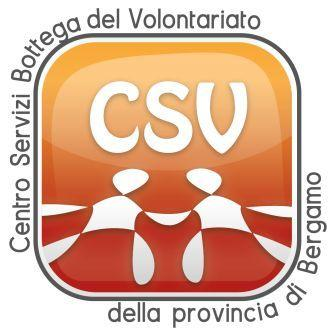 Centro Servizi Bottega del Volontariato
CSV
della provincia di Bergamo